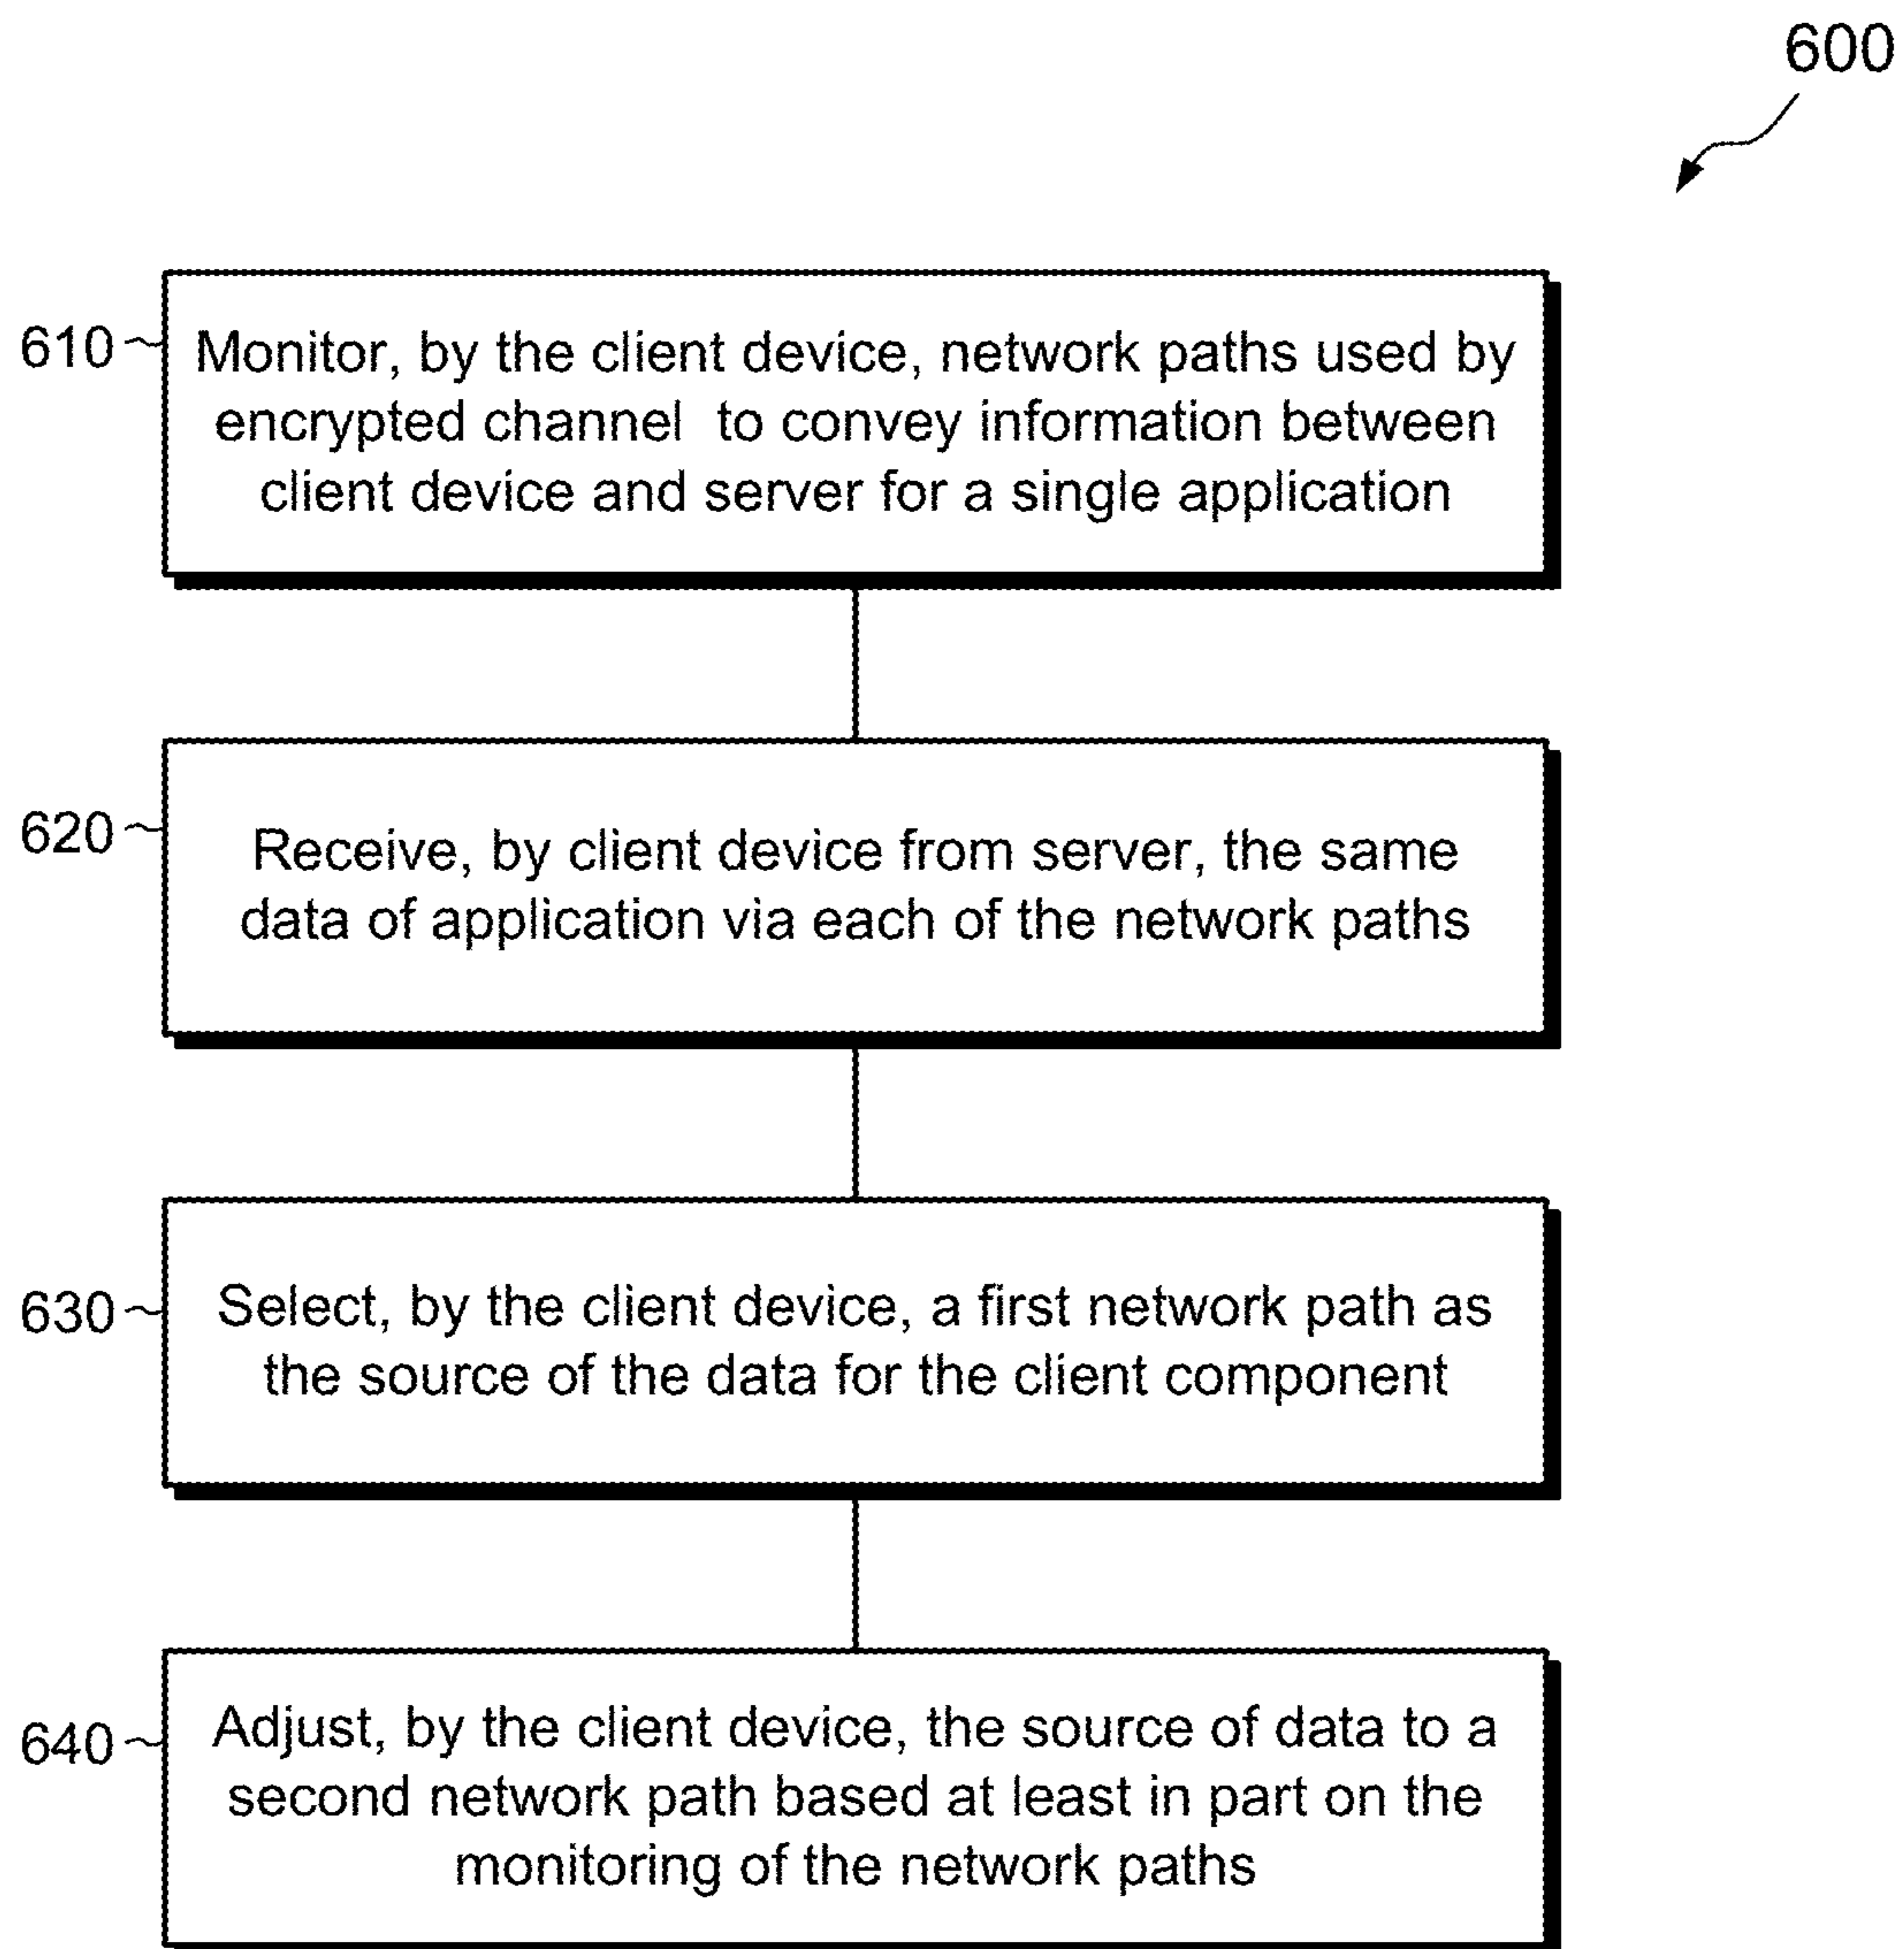 600
610
Monitor, by the client device, network paths used by
encrypted channel to convey information between
client device and server for a single application
620
Receive, by client device from server, the same
data of application via each of the network paths
630
Select, by the client device, a first network path as
the source of the data for the client component
640
Adjust, by the client device, the source of data to a
second network path based at least in part on the
monitoring of the network paths